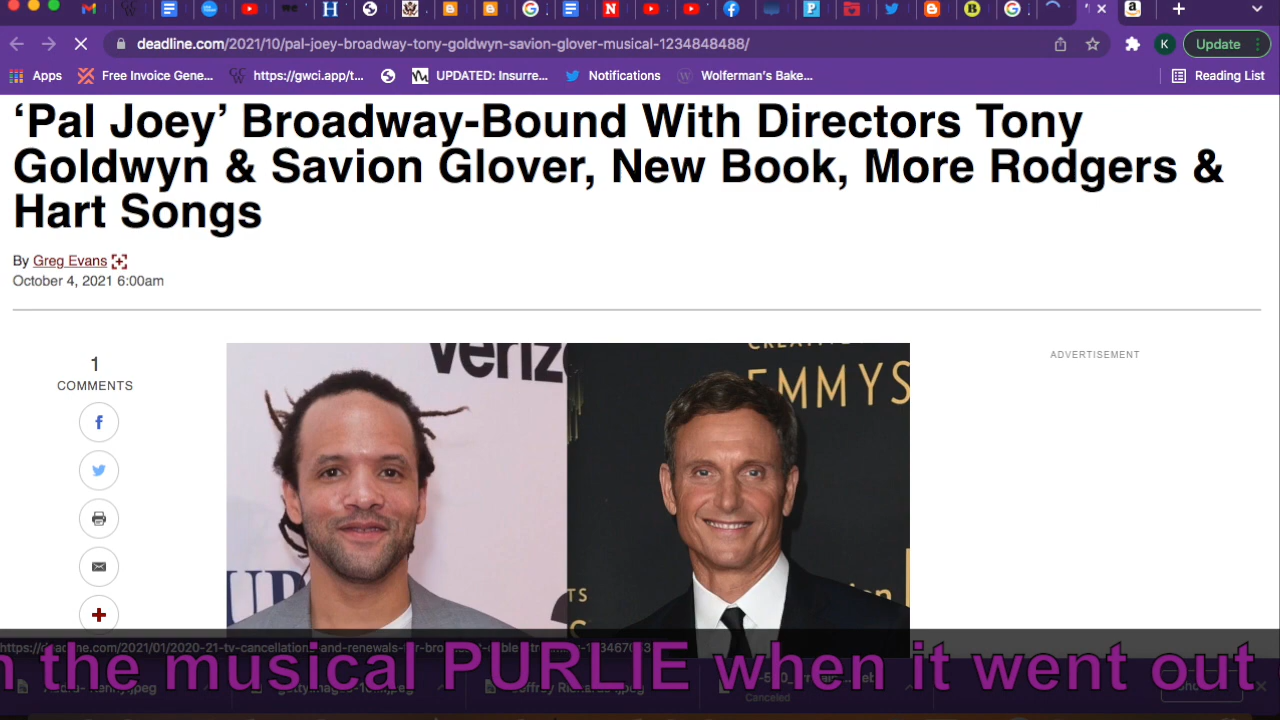 deadline.com/2021/10/pal-joey-broadway-tony-goldwyn-savion-glover-musical-1234848488/
K
Update
Apps
Free Invoice Gene...
https://gwci.app/t...
UPDATED: Insurre...
Notifications
Wolferman's Bake...
Reading List
‘Pal Joey’ Broadway-Bound With Directors Tony
Goldwyn & Savion Glover, New Book, More Rodgers &
Hart Songs
By Greg Evans
October 4, 2021 6:00am
1
COMMENTS
ADVERTISEMENT
EMMYS
the musical PURLIE when it went out
Canceled